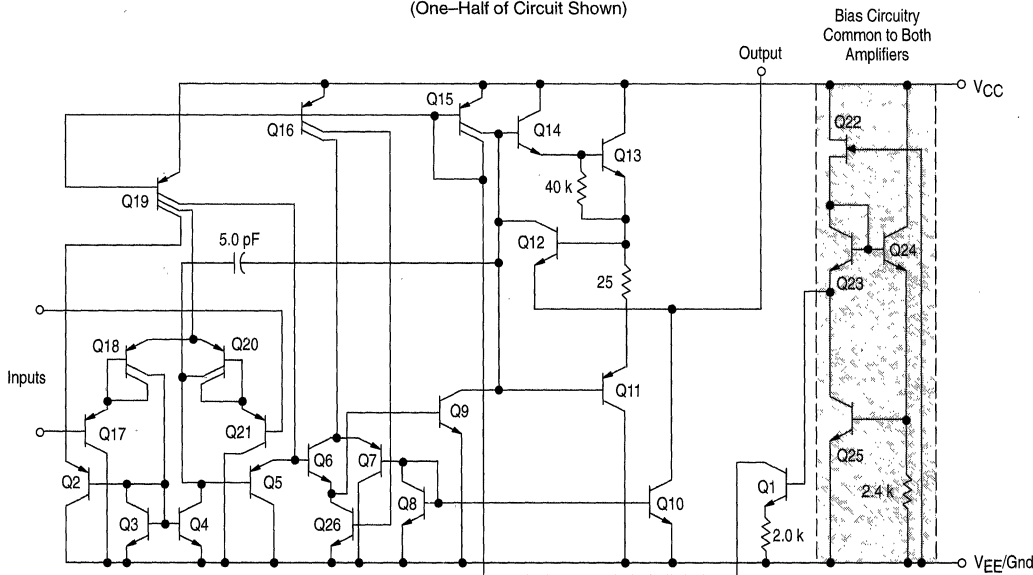 (One–Half of Circuit Shown)
Bias Circuitry
Common to Both
Amplifiers
Output
VCC
Q15
Q22
Q16
Q14
Q13
40 k
Q19
Q12
Q24
5.0 pF
Q23
25
Q18
Q20
Inputs
Q11
Q9
Q17
Q21
Q6
Q7
Q25
Q2
Q5
Q8
Q10
Q1
2.4 k
Q3
Q4
Q26
2.0 k
VEE/Gnd